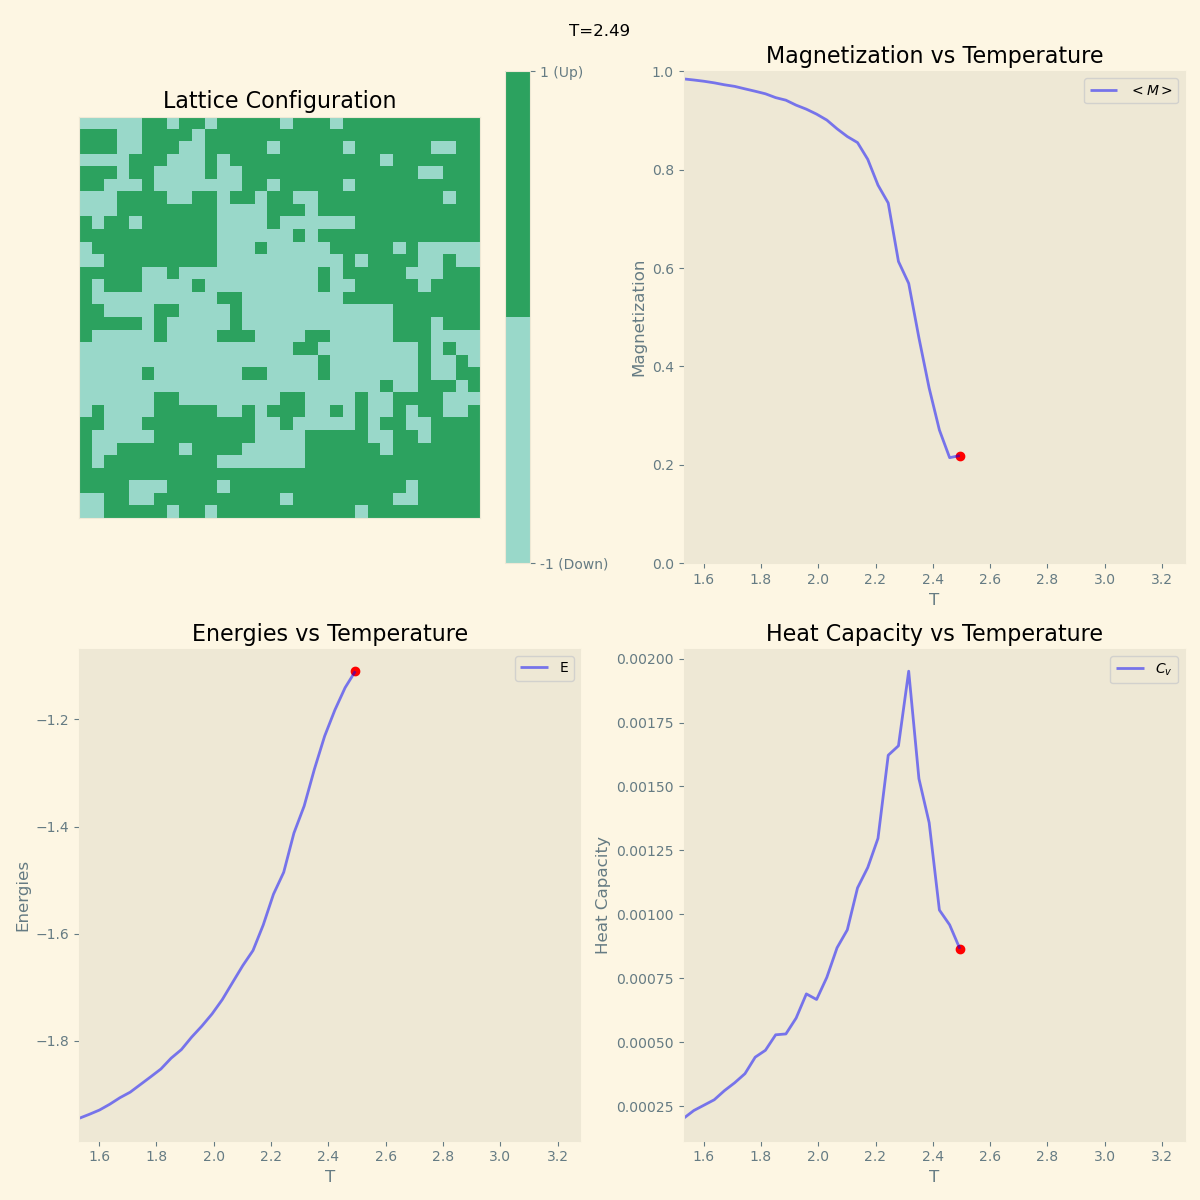 T=2.49
Lattice Configuration
1 (Up)
-1 (Down)
Magnetization vs Temperature
<M>
Magnetization
1.0
0.8
0.6
0.4
0.2
0.0
1.6 1.8 2.0 2.2 2.4 2.6 2.8 3.0 3.2
T
Energies vs Temperature
E
Energies
−1.2
−1.4
−1.6
−1.8
1.6 1.8 2.0 2.2 2.4 2.6 2.8 3.0 3.2
T
Heat Capacity vs Temperature
Cv
Heat Capacity
0.00200
0.00175
0.00150
0.00125
0.00100
0.00075
0.00050
0.00025
1.6 1.8 2.0 2.2 2.4 2.6 2.8 3.0 3.2
T